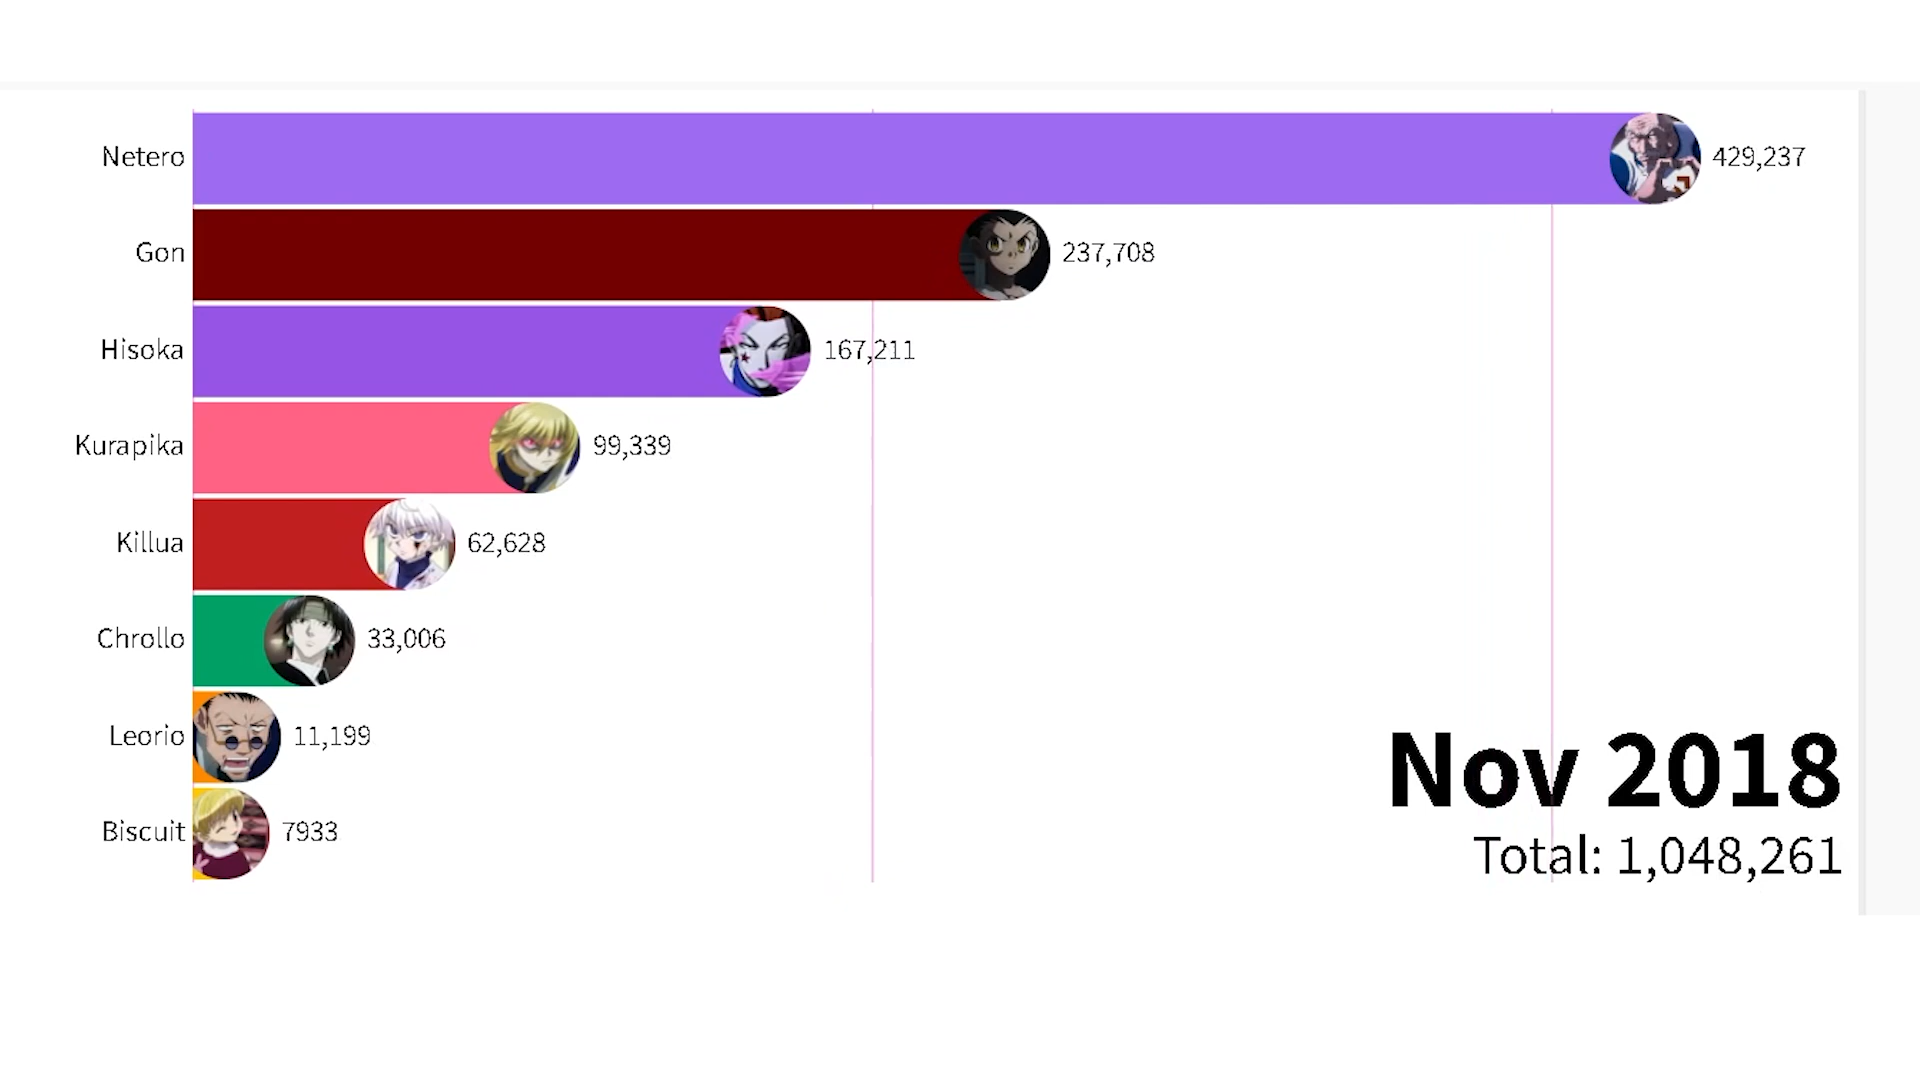 Netero 429,237
Gon 237,708
Hisoka 167,211
Kurapika 99,339
Killua 62,628
Chrollo 33,006
Leorio 11,199
Biscuit 7933
Nov 2018
Total: 1,048,261